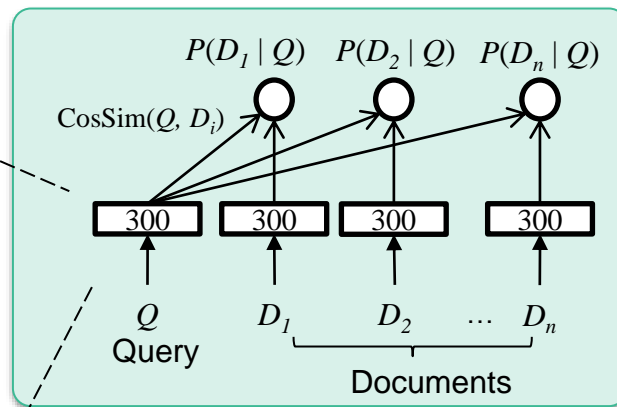 P(D1 | Q) P(D2 | Q) P(Dn | Q)
CosSim(Q, Di)
300 300 300 300
Q D1 D2 … Dn
Query
Documents